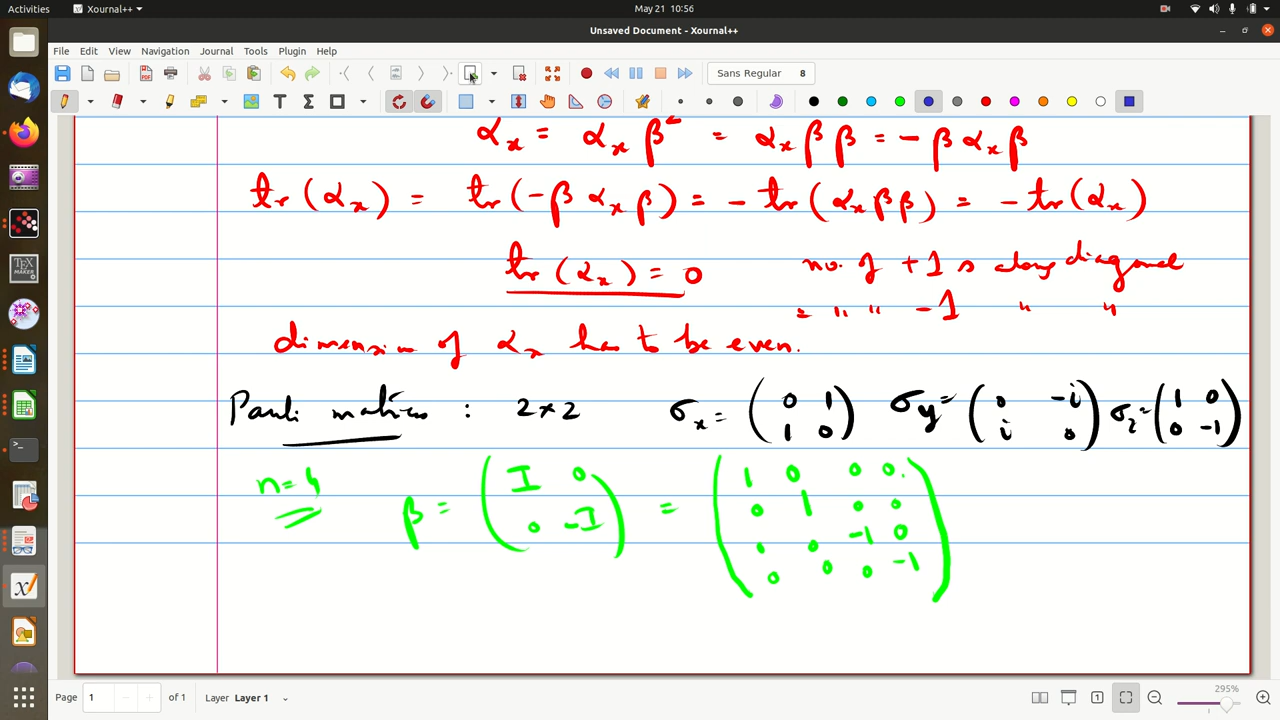 Activities Xournal++ May 21 10:56
Unsaved Document - Xournal++
File Edit View Navigation Journal Tools Plugin Help
Sans Regular 8
αₓ = αₓ β² = αₓ β β = - β αₓ β
tr (αₓ) = tr (-β αₓ β) = - tr (αₓ β β) = - tr (αₓ)
tr (αₓ) = 0 no. of +1 s along diagonal
= " " -1 " "
dimension of αₓ has to be even.
Pauli matrices : 2×2 σₓ = (0 1 σy = (0 -i σz = (1 0
1 0) i 0) 0 -1)
n=4 β = (I 0 = (1 0 0 0
0 -I) 0 1 0 0
0 0 -1 0
0 0 0 -1)
Page 1 of 1 Layer Layer 1 295%